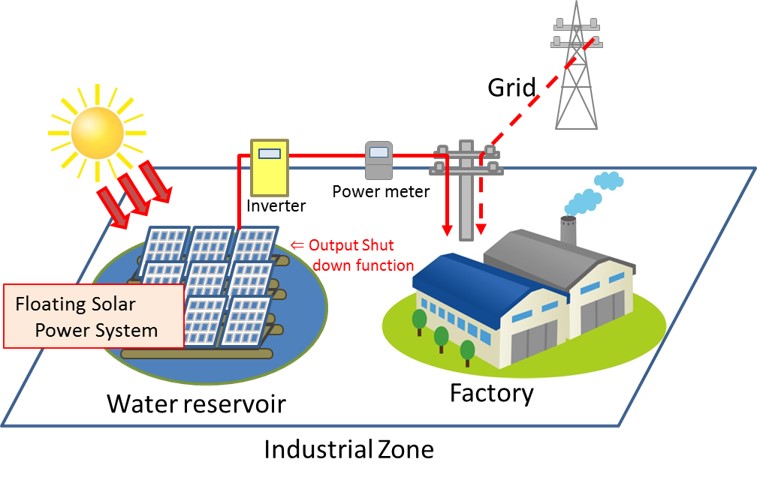 Grid
Inverter
Power meter
⇐ Output Shut
down function
Floating Solar
Power System
Water reservoir
Factory
Industrial Zone